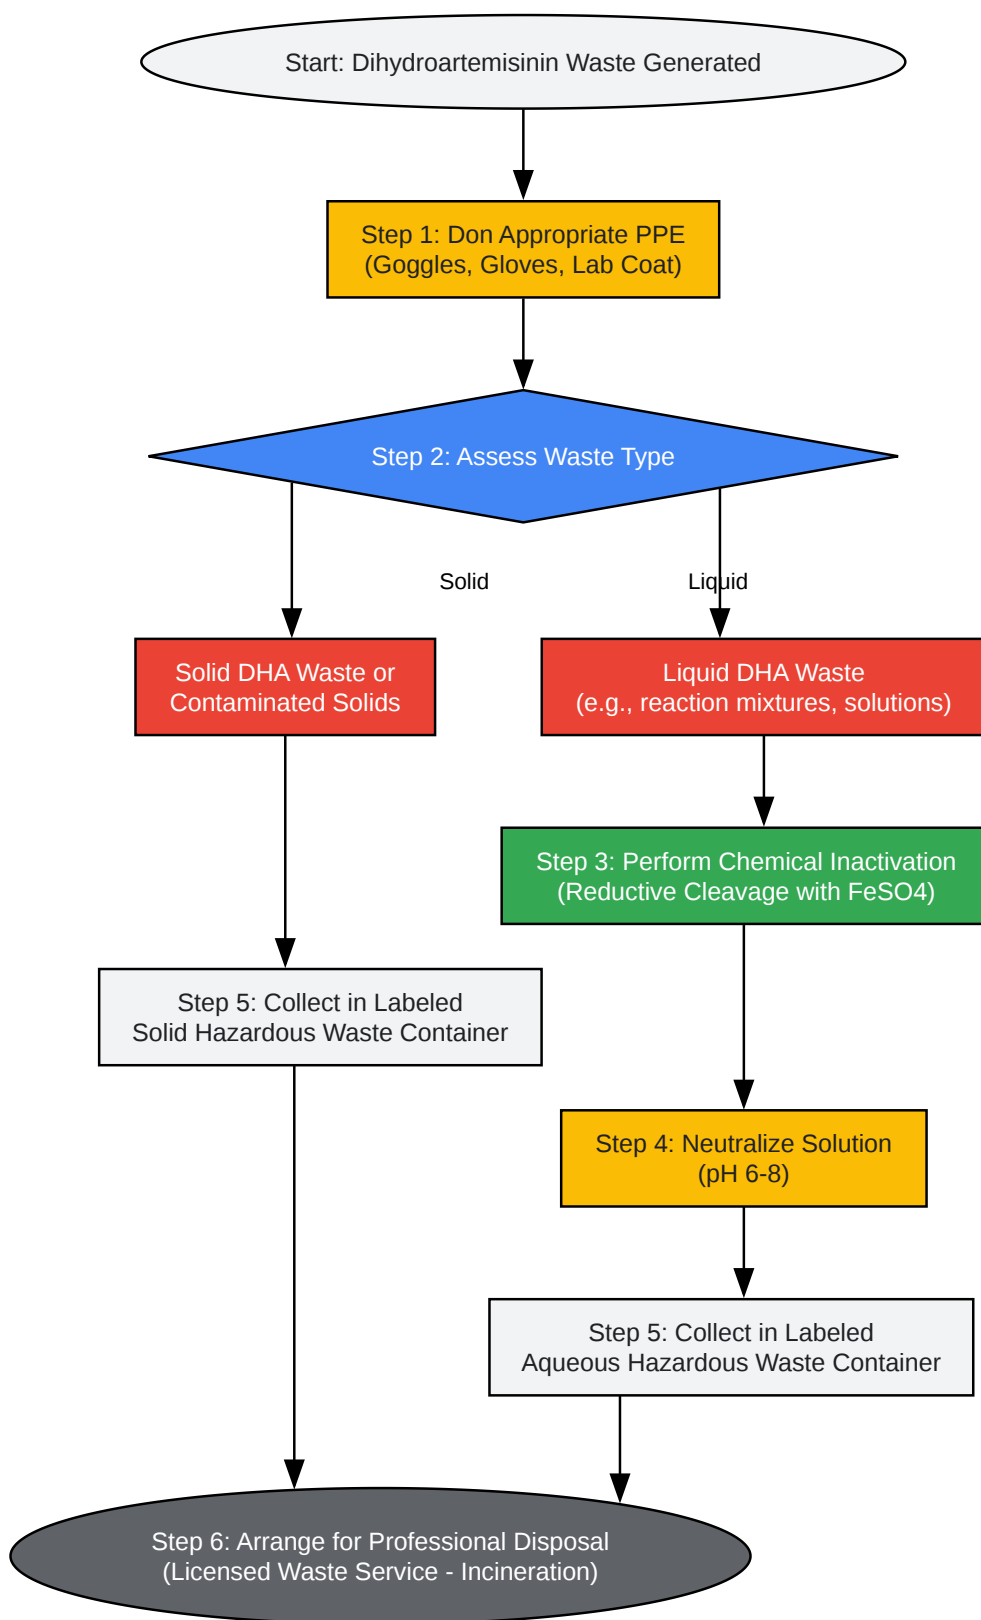 Start: Dihydroartemisinin Waste Generated
Step 1: Don Appropriate PPE
(Goggles, Gloves, Lab Coat)
Step 2: Assess Waste Type
Solid
Liquid
Solid DHA Waste or
Contaminated Solids
Liquid DHA Waste
(e.g., reaction mixtures, solutions)
Step 3: Perform Chemical Inactivation
(Reductive Cleavage with FeSO4)
Step 5: Collect in Labeled
Solid Hazardous Waste Container
Step 4: Neutralize Solution
(pH 6-8)
Step 5: Collect in Labeled
Aqueous Hazardous Waste Container
Step 6: Arrange for Professional Disposal
(Licensed Waste Service - Incineration)